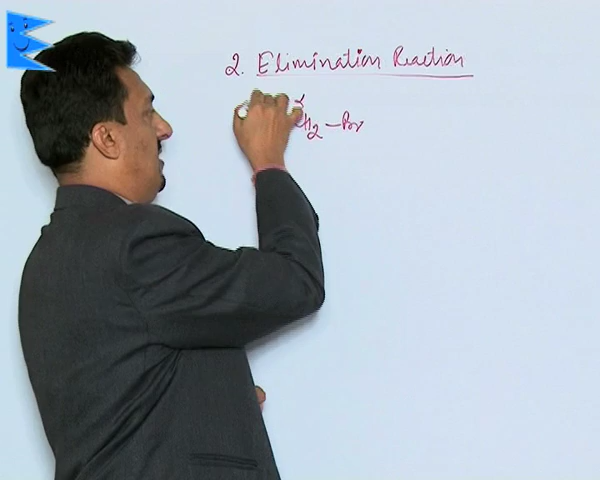 2. Elimination Reaction
α
H2 – Br